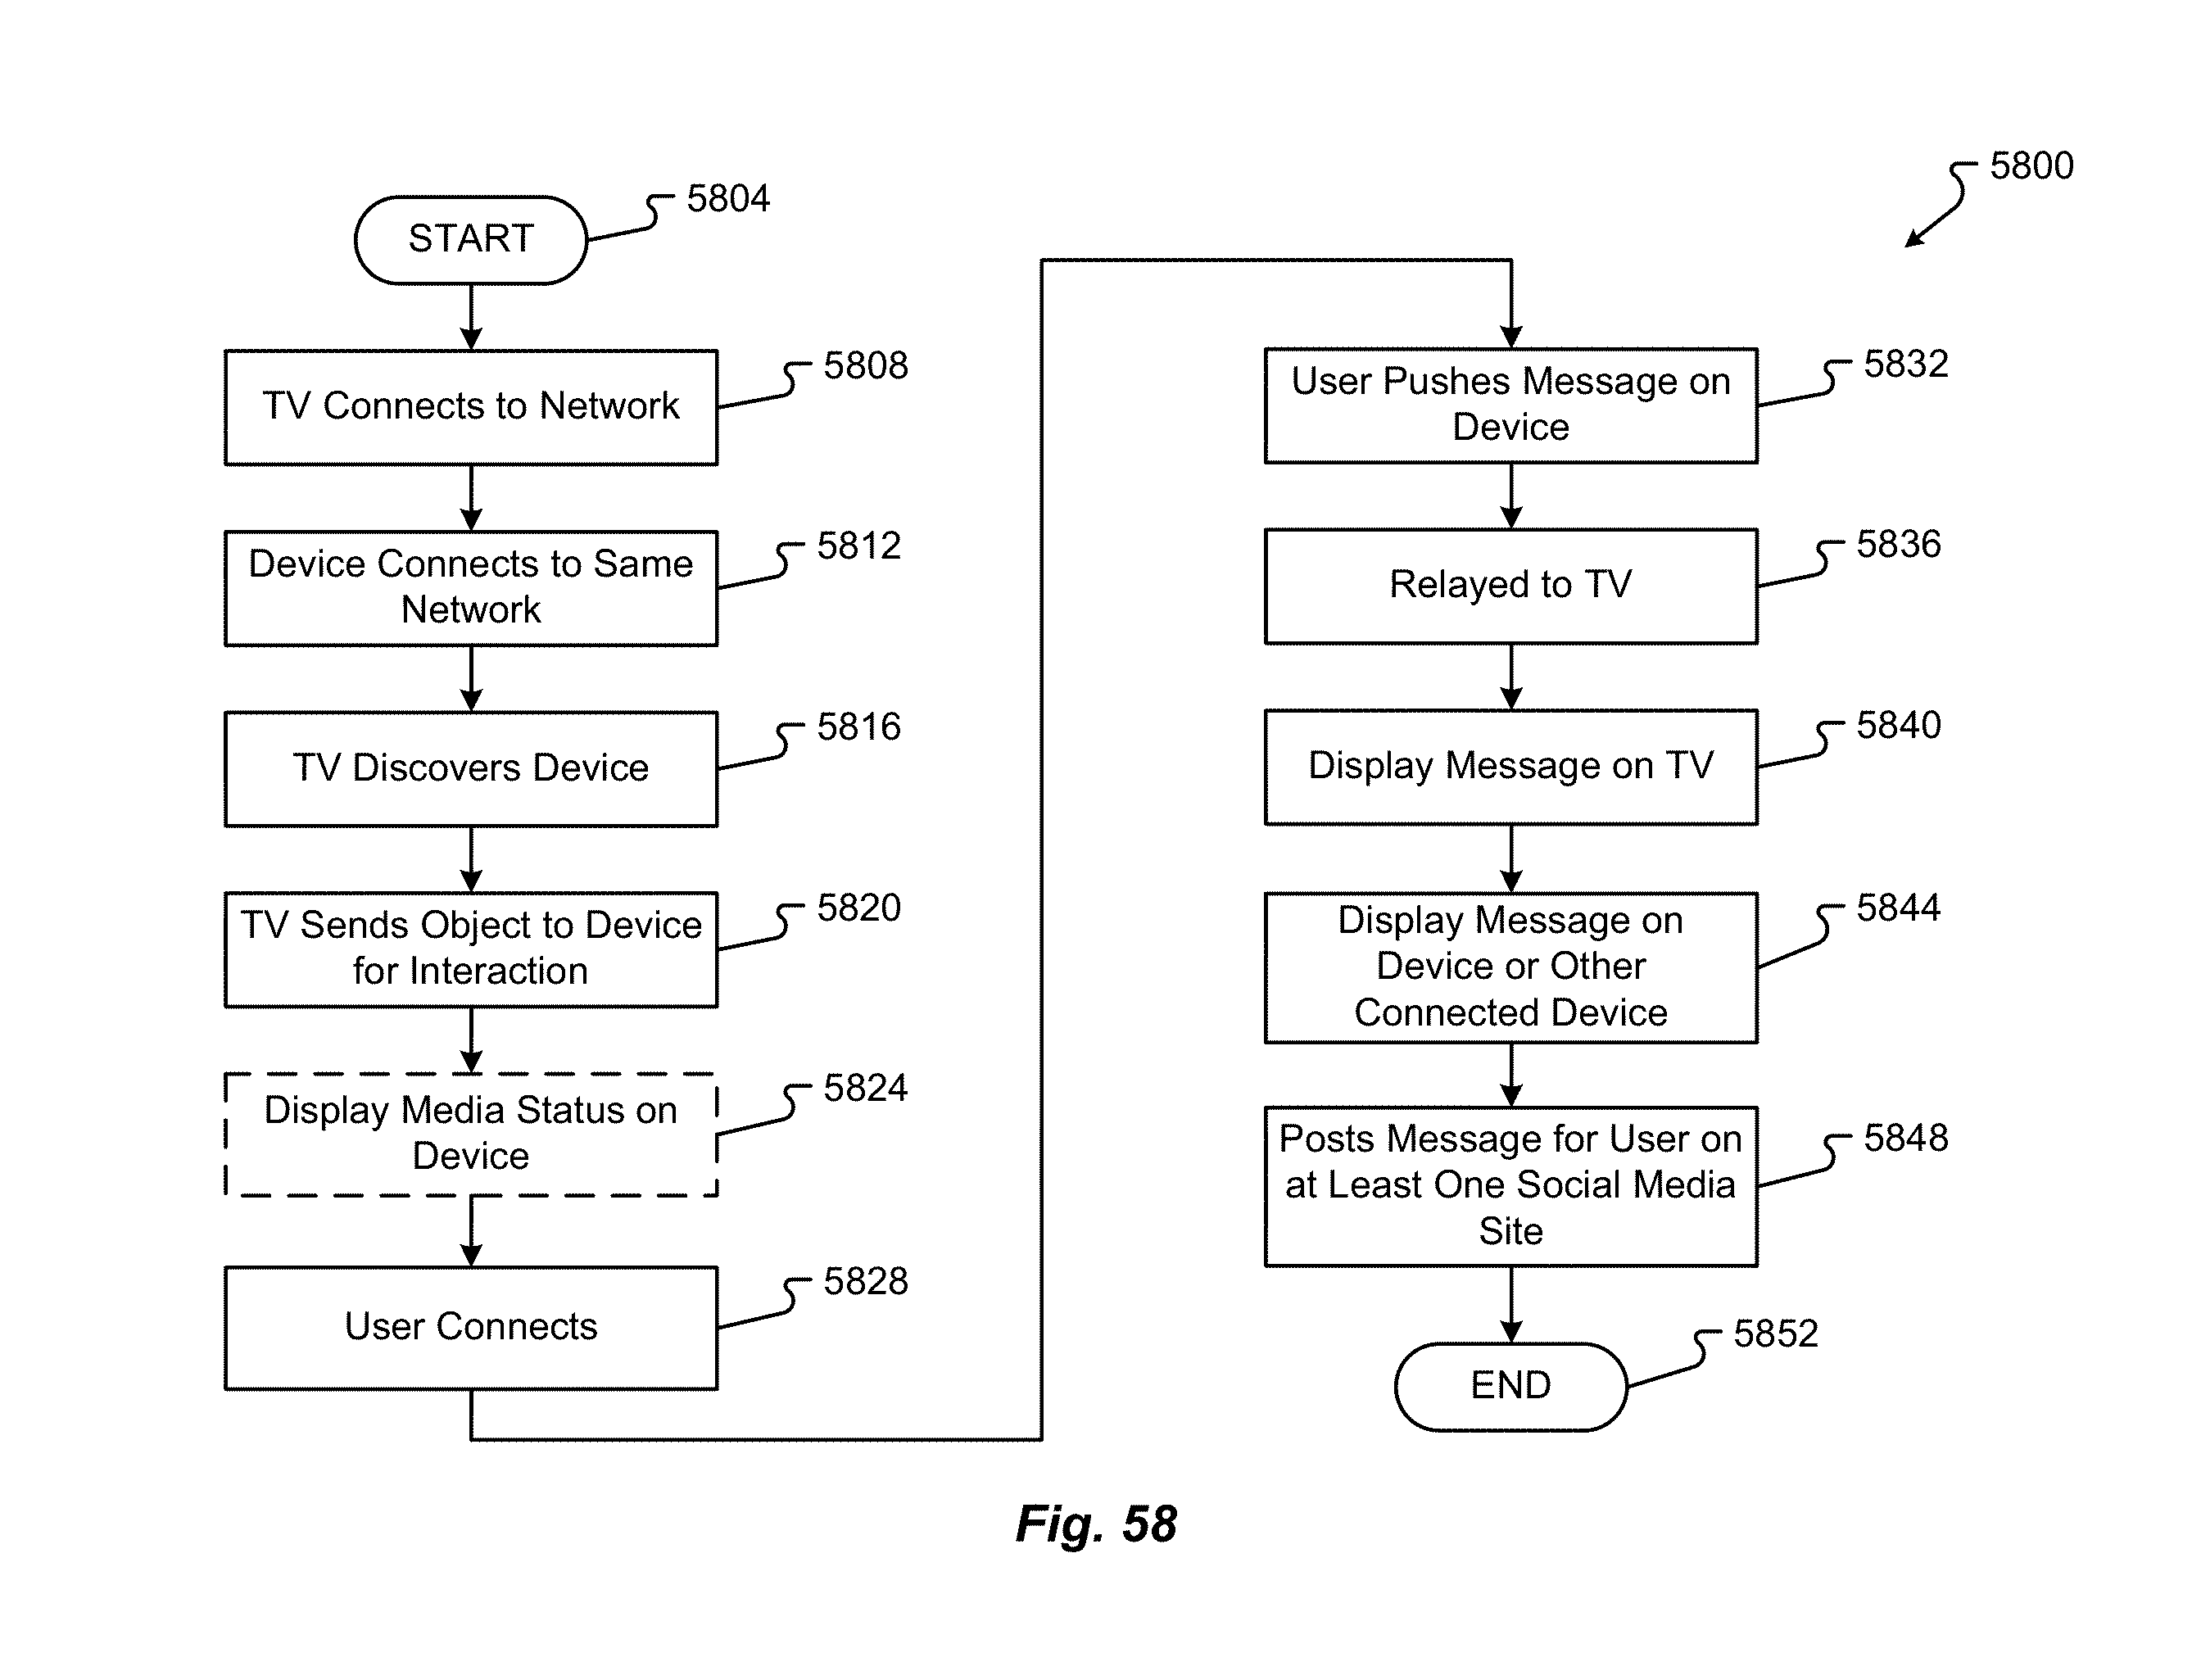 START
5804
TV Connects to Network
5808
Device Connects to Same
Network
5812
TV Discovers Device
5816
TV Sends Object to Device
for Interaction
5820
Display Media Status on
Device
5824
User Connects
5828
5800
User Pushes Message on
Device
5832
Relayed to TV
5836
Display Message on TV
5840
Display Message on
Device or Other
Connected Device
5844
Posts Message for User on
at Least One Social Media
Site
5848
END
5852
Fig. 58